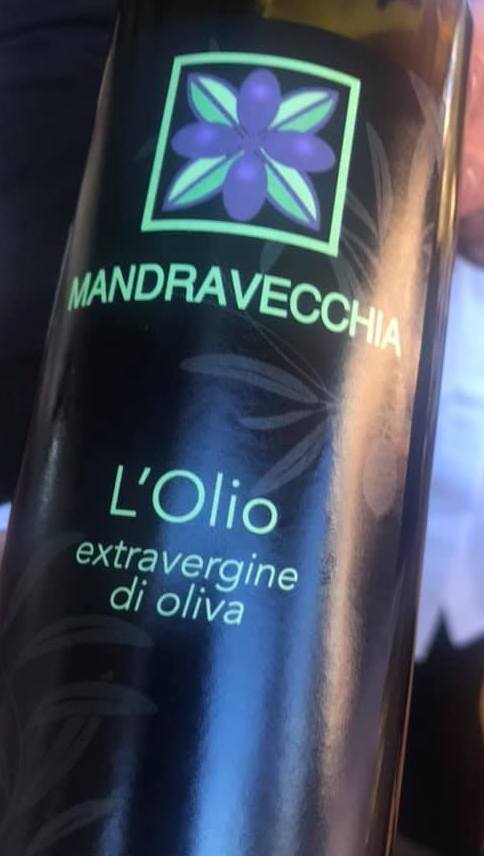 MANDRAVECCHIA
L'Olio
extravergine
di oliva